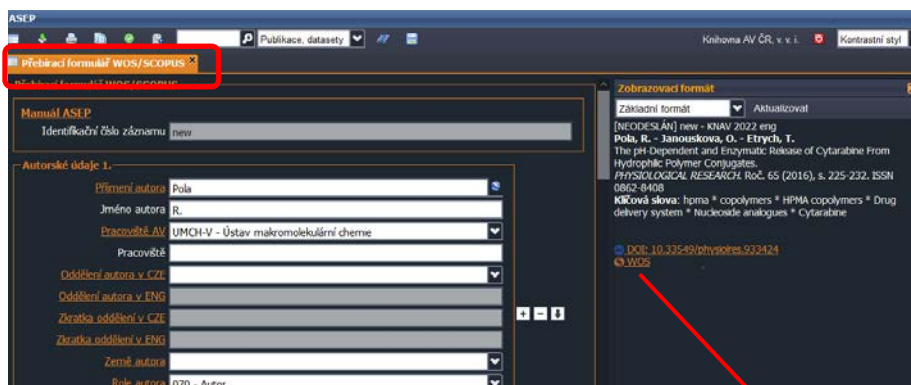 ASEP
Publikace, datasety
Knihovna AV ČR, v. v. i.
Kontrastní styl
Přebírací formulář WOS/SCOPUS
Přebírací formulář WOS/SCOPUS
Manuál ASEP
Identifikační číslo záznamu new
Autorské údaje 1.
Příjmení autora Pola
Jméno autora R.
Pracoviště AV UMCH-V - Ústav makromolekulární chemie
Pracoviště
Oddělení autora v CZE
Oddělení autora v ENG
Zkratka oddělení v CZE
Zkratka oddělení v ENG
Země autora
Role autora 070 - Autor
Zobrazovací formát
Základní formát Aktualizovat
[NEODESLÁN] new - KNAV 2022 eng
Pola, R. - Janouskova, O. - Etrych, T.
The pH-Dependent and Enzymatic Release of Cytarabine From
Hydrophilic Polymer Conjugates.
PHYSIOLOGICAL RESEARCH. Roč. 65 (2016), s. 225-232. ISSN
0862-8408
Klíčová slova: hpma * copolymers * HPMA copolymers * Drug
delivery system * Nucleoside analogues * Cytarabine
DOI: 10.33549/physiolres.933424
WOS